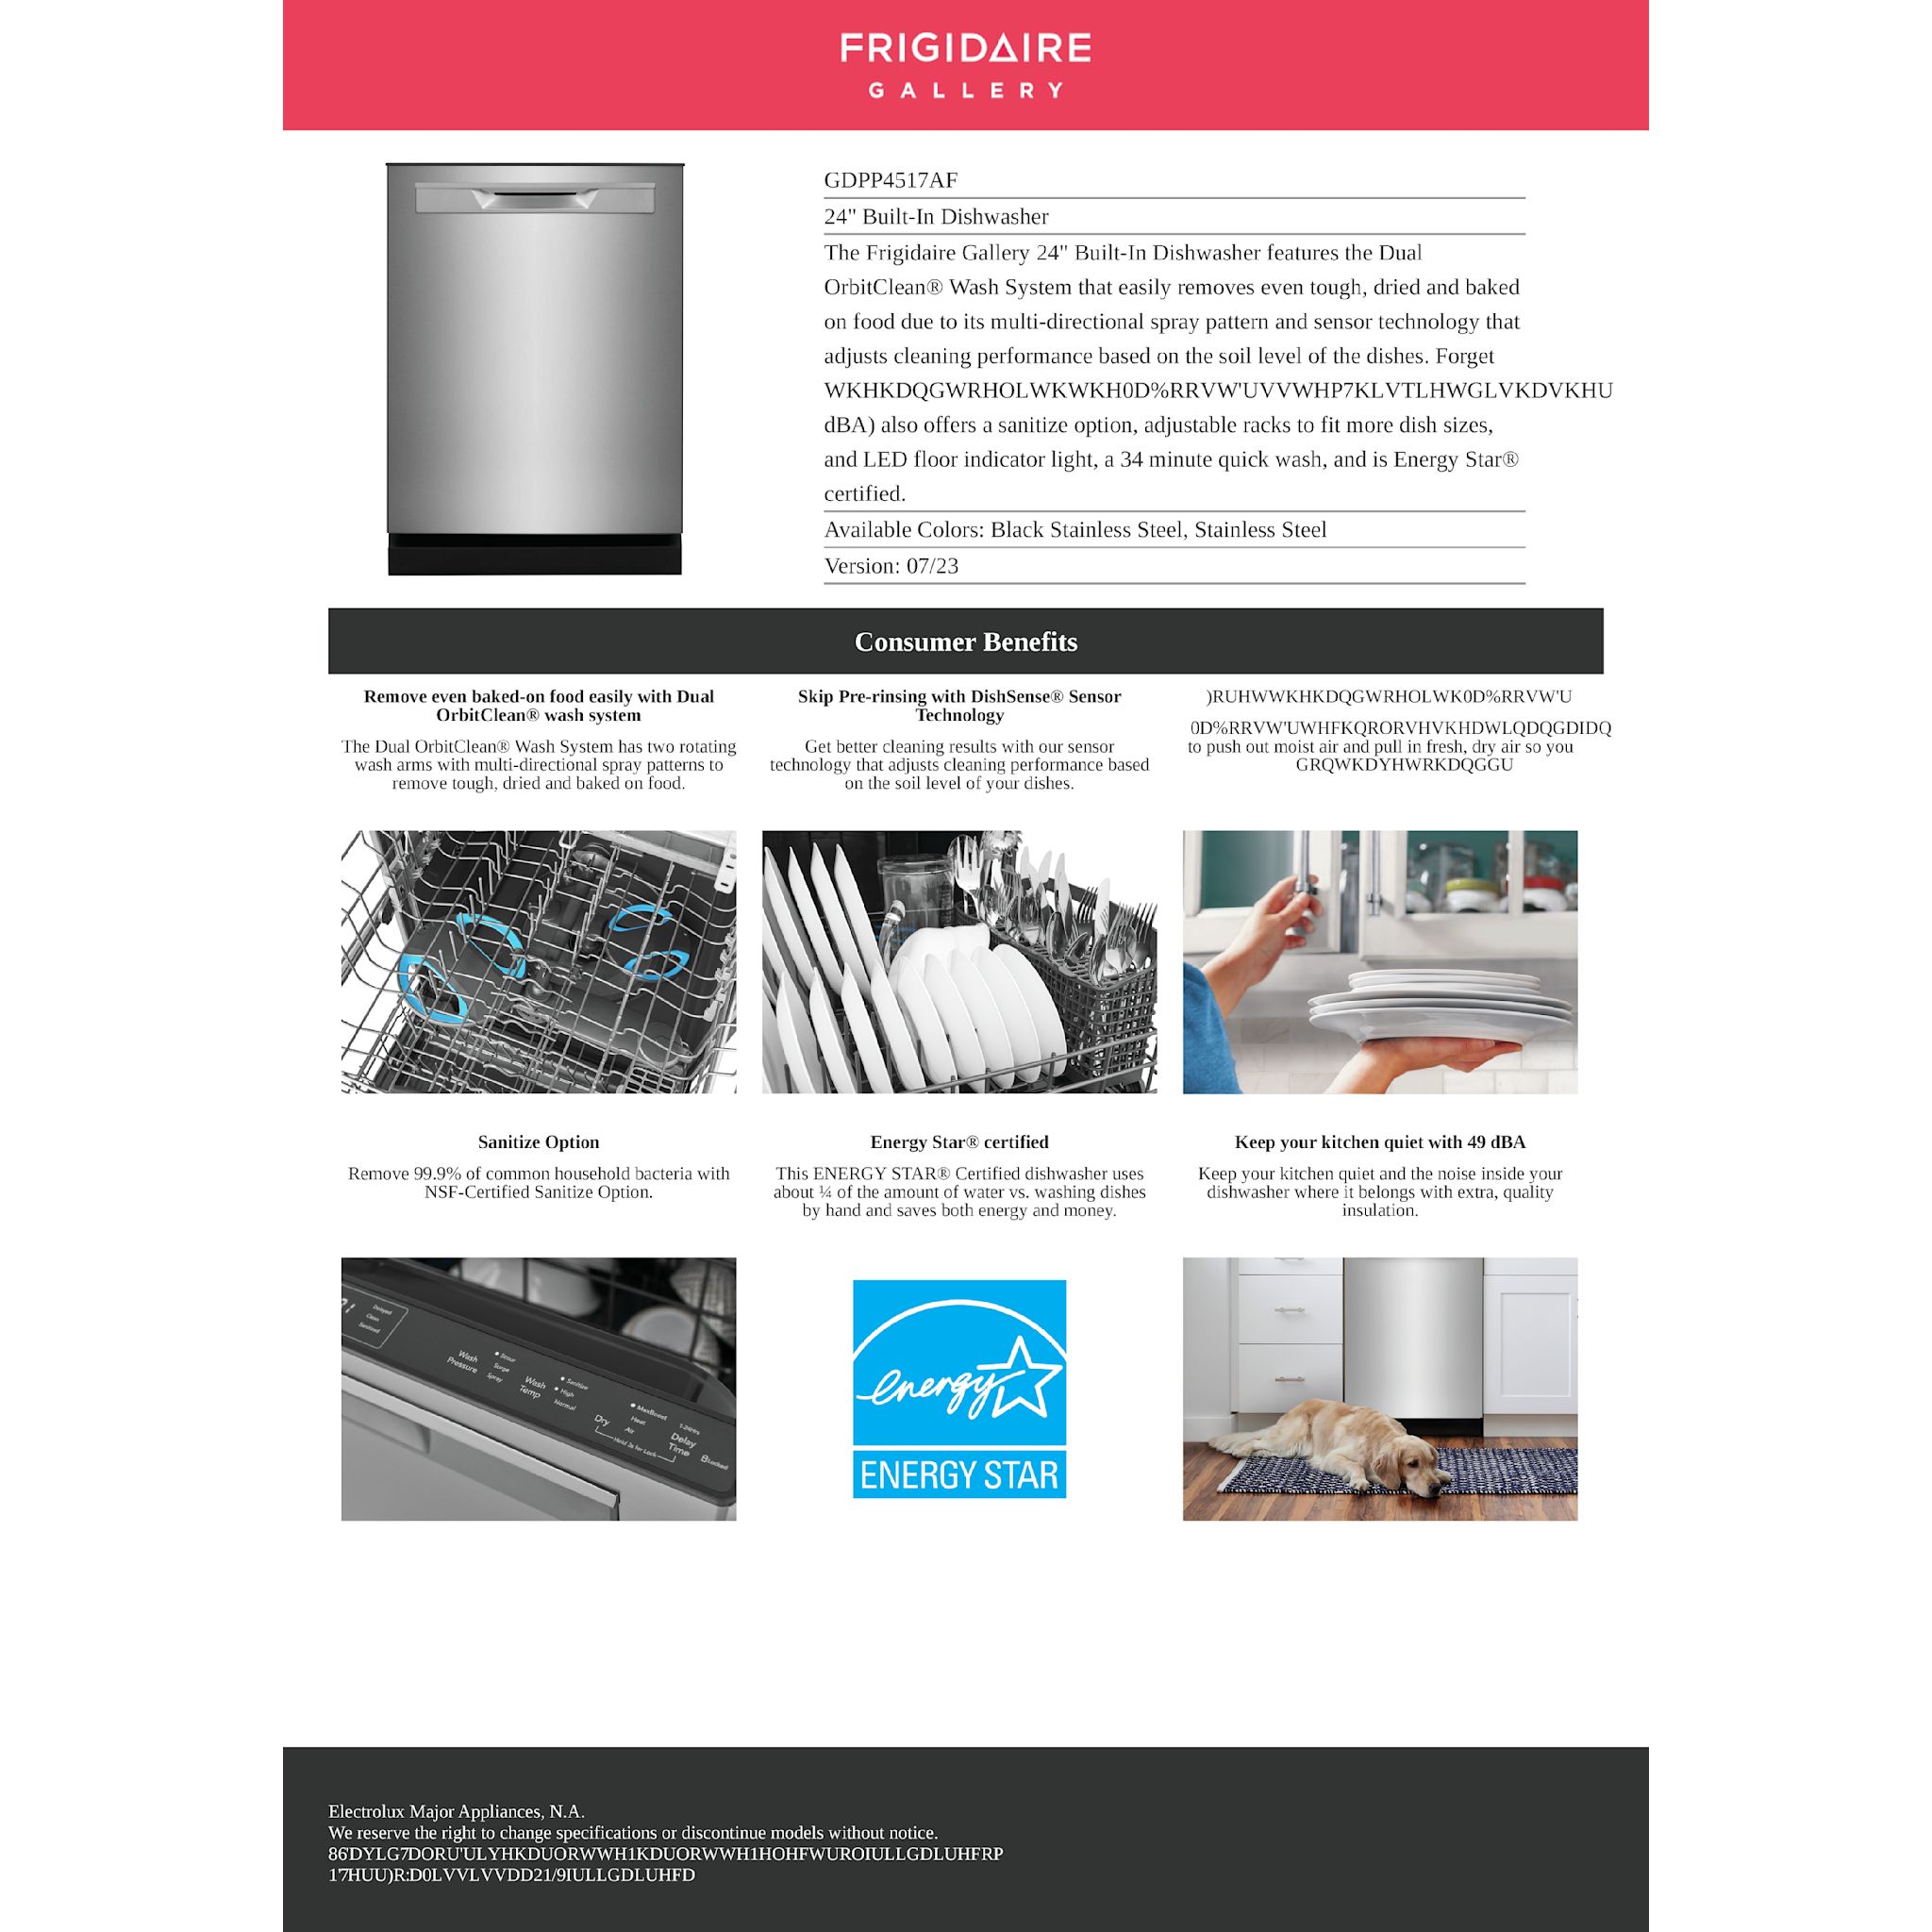 FRIGIDAIRE
GALLERY
GDPP4517AF
24" Built-In Dishwasher
The Frigidaire Gallery 24" Built-In Dishwasher features the Dual
OrbitClean® Wash System that easily removes even tough, dried and baked
on food due to its multi-directional spray pattern and sensor technology that
adjusts cleaning performance based on the soil level of the dishes. Forget
WKHKDQGWRHOLWKWKH0D%RRVW'UVVWHP7KLVTLHWGLVKDVKHU
dBA) also offers a sanitize option, adjustable racks to fit more dish sizes,
and LED floor indicator light, a 34 minute quick wash, and is Energy Star®
certified.
Available Colors: Black Stainless Steel, Stainless Steel
Version: 07/23
Consumer Benefits
Remove even baked-on food easily with Dual
OrbitClean® wash system
The Dual OrbitClean® Wash System has two rotating
wash arms with multi-directional spray patterns to
remove tough, dried and baked on food.
Skip Pre-rinsing with DishSense® Sensor
Technology
Get better cleaning results with our sensor
technology that adjusts cleaning performance based
on the soil level of your dishes.
)RUHWWKHKDQGWRHOLWK0D%RRVW'U
0D%RRVW'UWHFKQRORVHVKHDWLQDQGDIDQ
to push out moist air and pull in fresh, dry air so you
GRQWKDYHWRKDQGGU
Sanitize Option
Remove 99.9% of common household bacteria with
NSF-Certified Sanitize Option.
Energy Star® certified
This ENERGY STAR® Certified dishwasher uses
about ¼ of the amount of water vs. washing dishes
by hand and saves both energy and money.
Keep your kitchen quiet with 49 dBA
Keep your kitchen quiet and the noise inside your
dishwasher where it belongs with extra, quality
insulation.
Delayed
Clean
Sanitized
Wash
Pressure
Surge
Spray
Wash
Temp
Sanitize
High
Normal
Dry
MaxBoost
Heat
Air
Hold 3s for Lock
1-24Hrs
Delay
Time
Locked
energy
ENERGY STAR
Electrolux Major Appliances, N.A.
We reserve the right to change specifications or discontinue models without notice.
86'DYLG7DORU'ULYHKDUORWWH1KDUORWWH1HOHFWUROIULLGDLUHFRP
17HUU)R:D0LVVLVVDD21/9IULLGDLUHFD